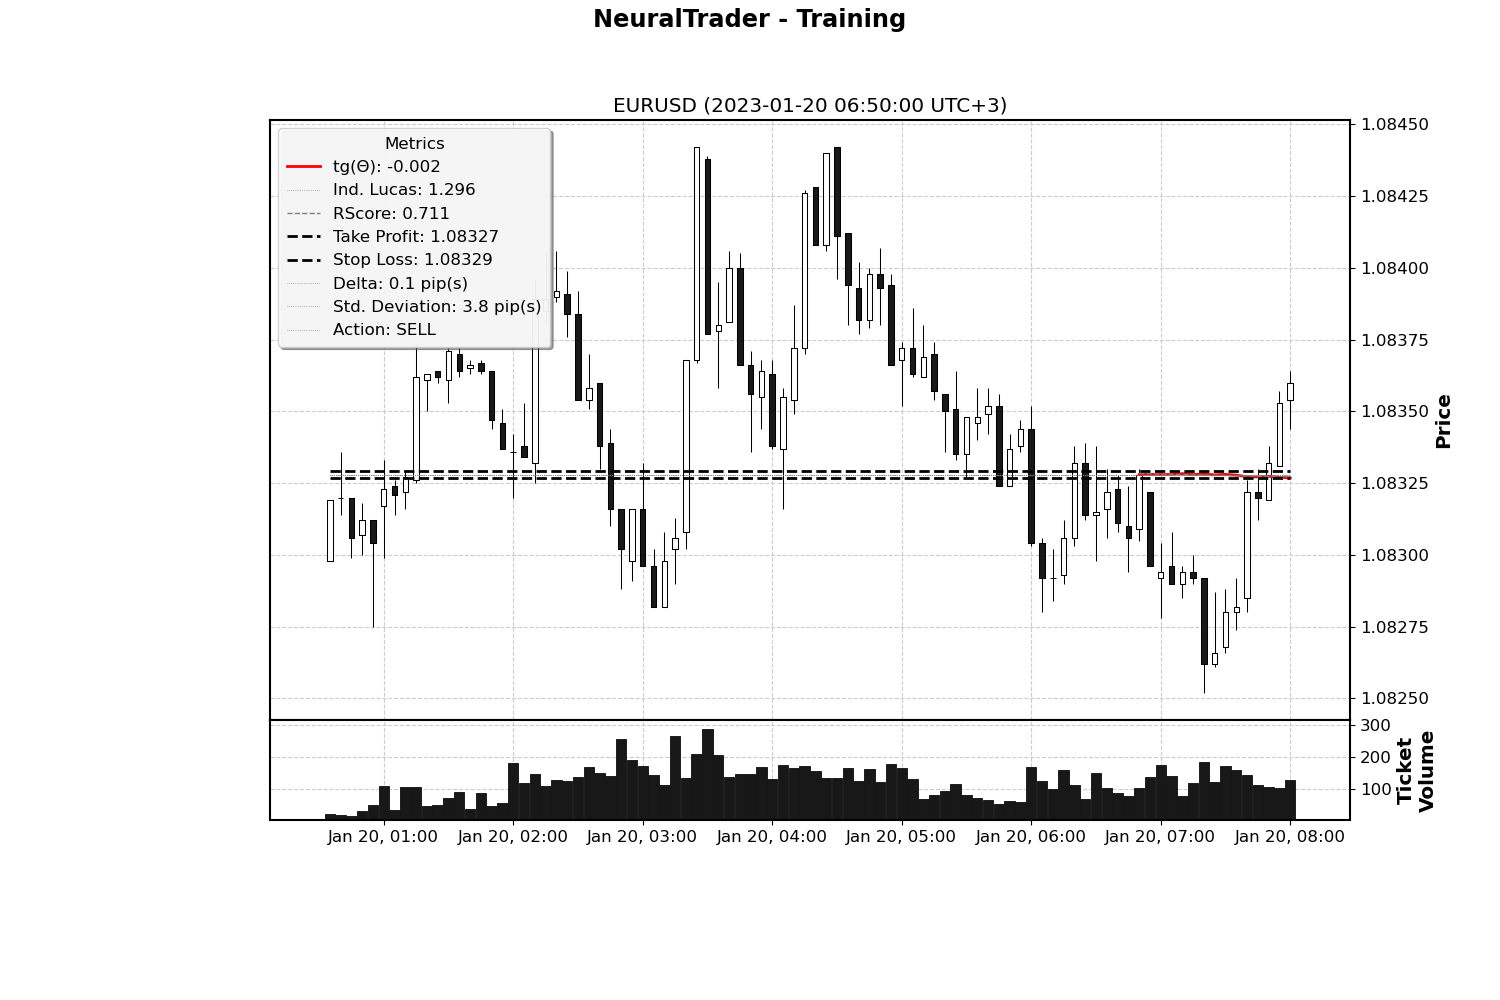 NeuralTrader - Training
EURUSD (2023-01-20 06:50:00 UTC+3)
Metrics
tg(Θ): -0.002
Ind. Lucas: 1.296
RScore: 0.711
Take Profit: 1.08327
Stop Loss: 1.08329
Delta: 0.1 pip(s)
Std. Deviation: 3.8 pip(s)
Action: SELL
1.08450
1.08425
1.08400
1.08375
1.08350
1.08325
1.08300
1.08275
1.08250
Price
300
200
100
Ticket
Volume
Jan 20, 01:00
Jan 20, 02:00
Jan 20, 03:00
Jan 20, 04:00
Jan 20, 05:00
Jan 20, 06:00
Jan 20, 07:00
Jan 20, 08:00